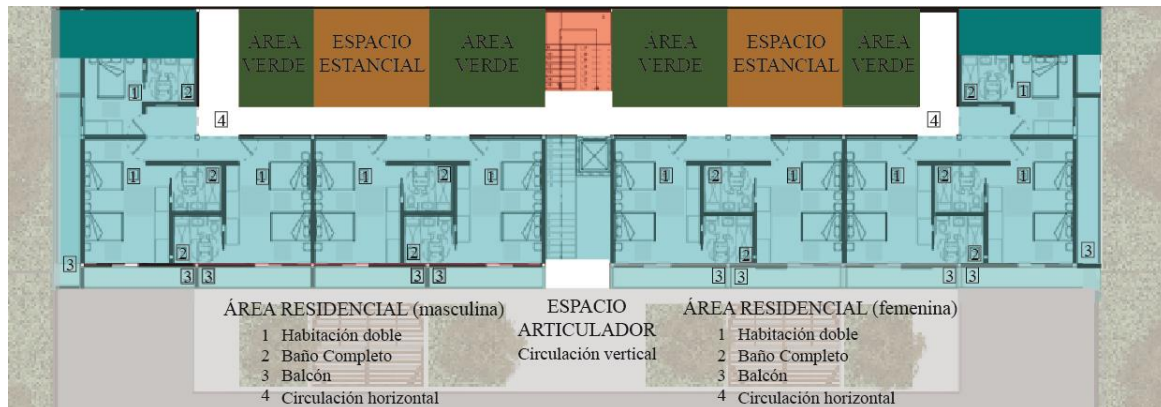 ÁREA VERDE
ESPACIO ESTANCIAL
ÁREA VERDE
ÁREA VERDE
ESPACIO ESTANCIAL
ÁREA VERDE
1 2 2 1
4 4
1 2 1 1 2 1 1 2 1 1 2 1
2 2 2 2
3 3 3 3 3 3 3 3 3 3
ÁREA RESIDENCIAL (masculina)
1 Habitación doble
2 Baño Completo
3 Balcón
4 Circulación horizontal
ESPACIO
ARTICULADOR
Circulación vertical
ÁREA RESIDENCIAL (femenina)
1 Habitación doble
2 Baño Completo
3 Balcón
4 Circulación horizontal